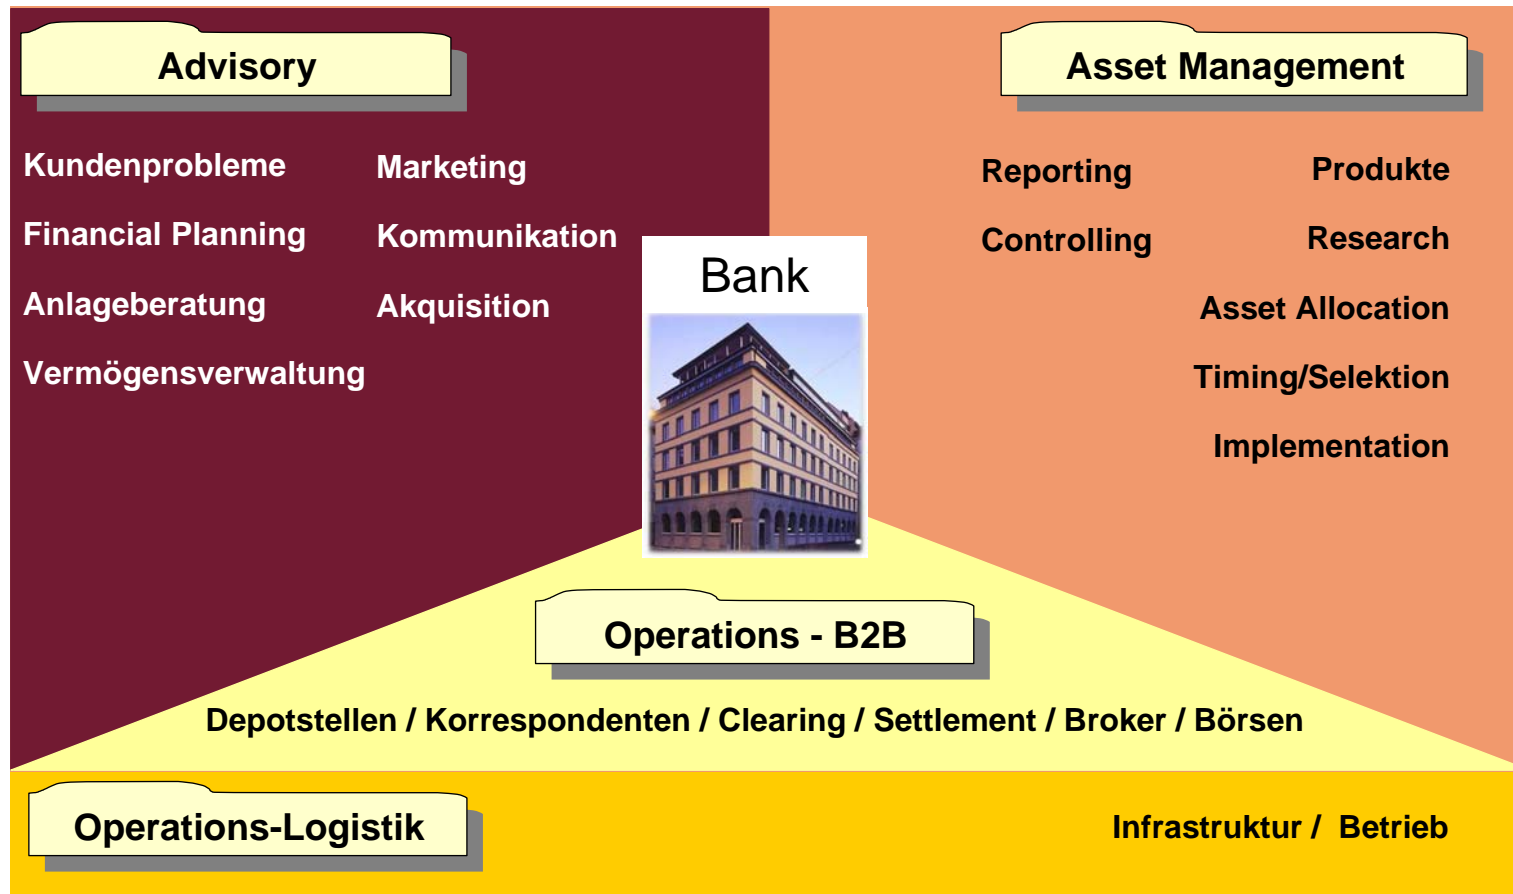 Advisory
Asset Management
Kundenprobleme
Marketing
Financial Planning
Kommunikation
Anlageberatung
Akquisition
Vermögensverwaltung
Bank
Reporting
Produkte
Controlling
Research
Asset Allocation
Timing/Selektion
Implementation
Operations - B2B
Depotstellen / Korrespondenten / Clearing / Settlement / Broker / Börsen
Operations-Logistik
Infrastruktur / Betrieb